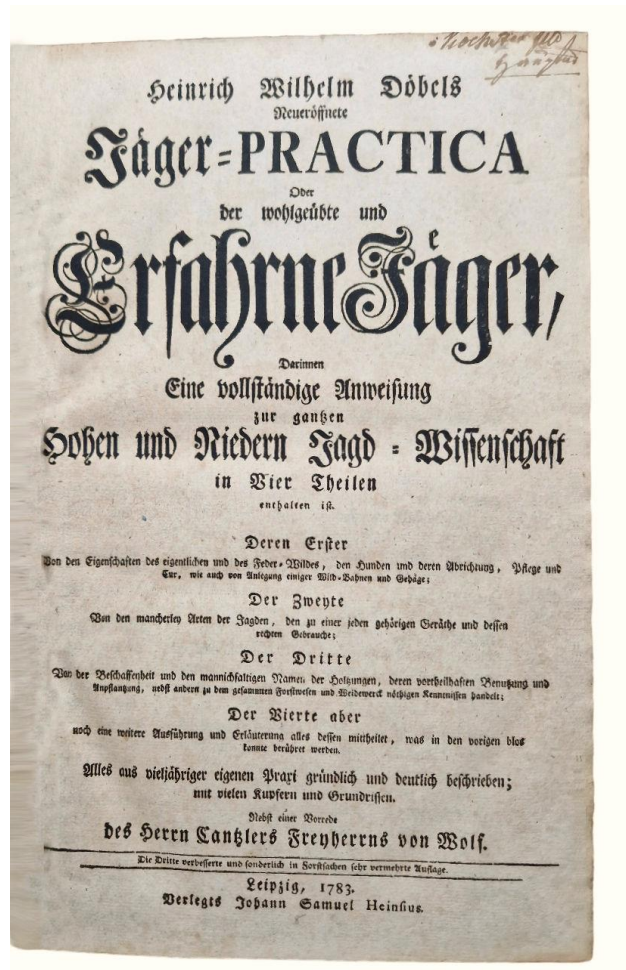 Heinrich Wilhelm Döbels
Neueröffnete
Jäger=PRACTICA
Oder
der wohlgeübte und
Erfahrne Jäger,
Darinnen
Eine vollständige Anweisung
zur gantzen
Hohen und Niedern Jagd=Wissenschaft
in Vier Theilen
enthalten ist.
Deren Erster
Von den Eigenschaften des eigentlichen und des Feder=Wildes, den Hunden und deren Abrichtung, Pflege und
Cur, wie auch von Anlegung einiger Wild=Bahnen und Gehäge;
Der Zweyte
Von den mancherley Arten der Jagden, den zu einer jeden gehörigen Geräthe und dessen
rechten Gebrauche;
Der Dritte
Von der Beschaffenheit und den mannichfaltigen Namen der Holtzungen, deren vortheilhaften Benutzung und
Anpflantzung, nebst andern zu dem gesammten Forstwesen und Weidewerck nöthigen Kenntnissen handelt;
Der Vierte aber
noch eine weitere Ausführung und Erläuterung alles dessen mittheilet, was in den vorigen blos
konnte berühret werden.
Alles aus vieljähriger eigenen Praxi gründlich und deutlich beschrieben;
mit vielen Kupfern und Grundrissen.
Nebst einer Vorrede
des Herrn Cantzlers Freyherrns von Wolf.
Die Dritte verbesserte und sonderlich in Forstsachen sehr vermehrte Auflage.
Leipzig, 1783.
Verlegts Johann Samuel Heinsius.